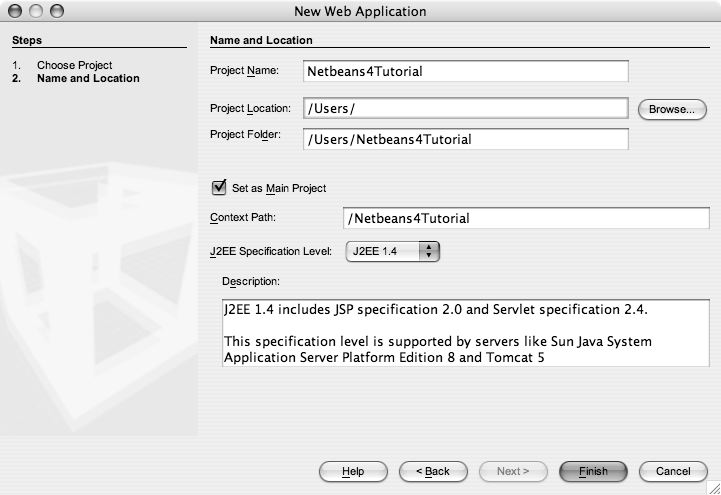 New Web Application
Steps
1. Choose Project
2. Name and Location
Name and Location
Project Name: Netbeans4Tutorial
Project Location: /Users/ Browse...
Project Folder: /Users/Netbeans4Tutorial
Set as Main Project
Context Path: /Netbeans4Tutorial
J2EE Specification Level: J2EE 1.4
Description:
J2EE 1.4 includes JSP specification 2.0 and Servlet specification 2.4.
This specification level is supported by servers like Sun Java System
Application Server Platform Edition 8 and Tomcat 5
Help < Back Next > Finish Cancel